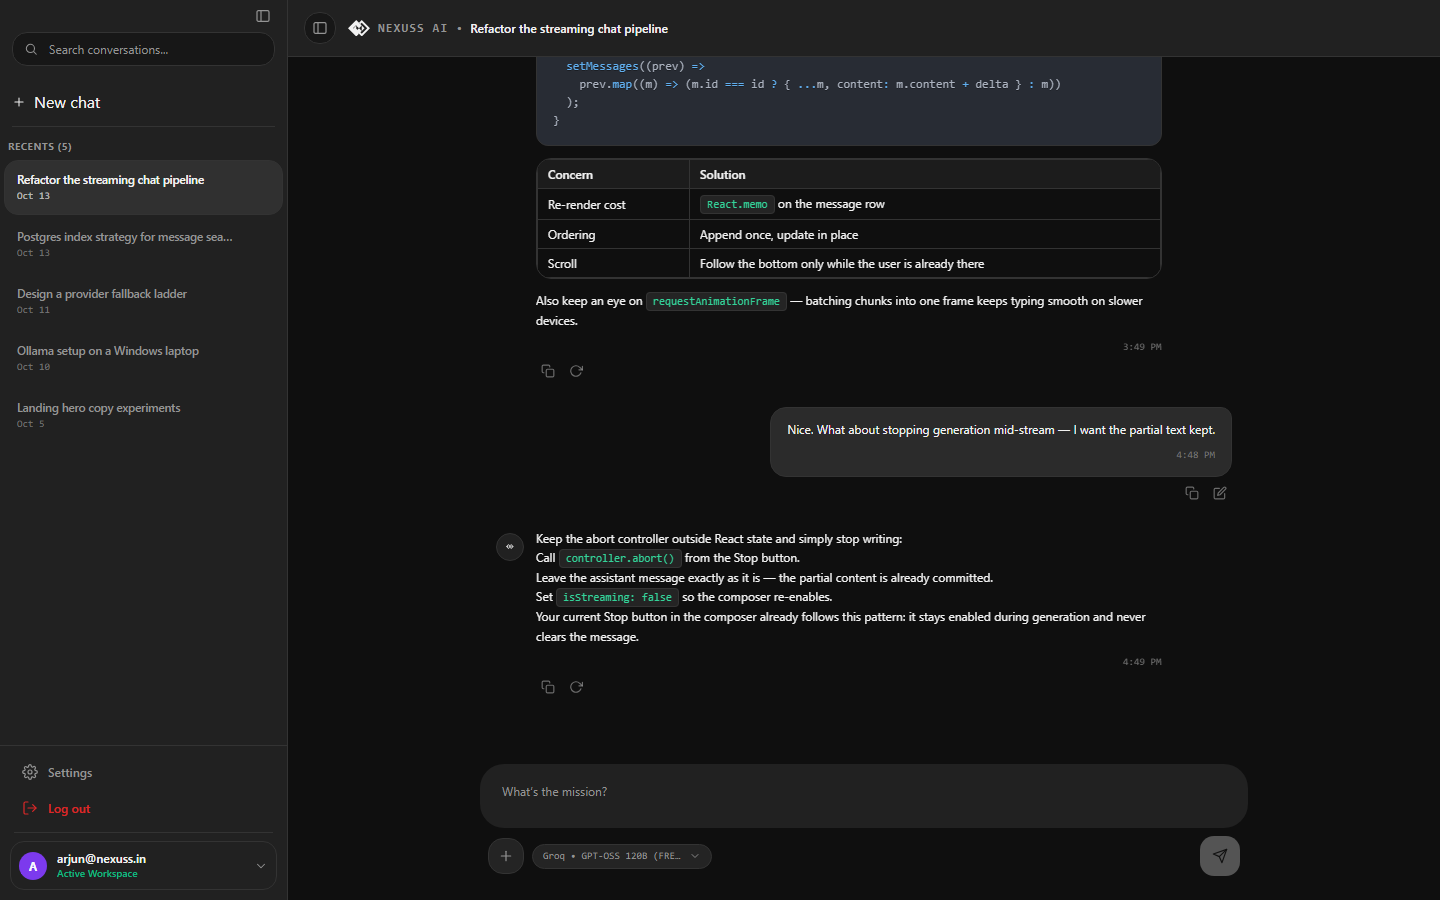 Search conversations...
+ New chat
RECENTS (5)
Refactor the streaming chat pipeline
Oct 13
Postgres index strategy for message sea...
Oct 13
Design a provider fallback ladder
Oct 11
Ollama setup on a Windows laptop
Oct 10
Landing hero copy experiments
Oct 5
Settings
Log out
A
arjun@nexuss.in
Active Workspace
NEXUSS AI • Refactor the streaming chat pipeline
setMessages((prev) =>
prev.map((m) => (m.id === id ? { ...m, content: m.content + delta } : m))
);
}
Concern Solution
Re-render cost React.memo on the message row
Ordering Append once, update in place
Scroll Follow the bottom only while the user is already there
Also keep an eye on requestAnimationFrame — batching chunks into one frame keeps typing smooth on slower
devices.
3:49 PM
Nice. What about stopping generation mid-stream — I want the partial text kept.
4:48 PM
Keep the abort controller outside React state and simply stop writing:
Call controller.abort() from the Stop button.
Leave the assistant message exactly as it is — the partial content is already committed.
Set isStreaming: false so the composer re-enables.
Your current Stop button in the composer already follows this pattern: it stays enabled during generation and never
clears the message.
4:49 PM
What's the mission?
Groq • GPT-OSS 120B (FRE…